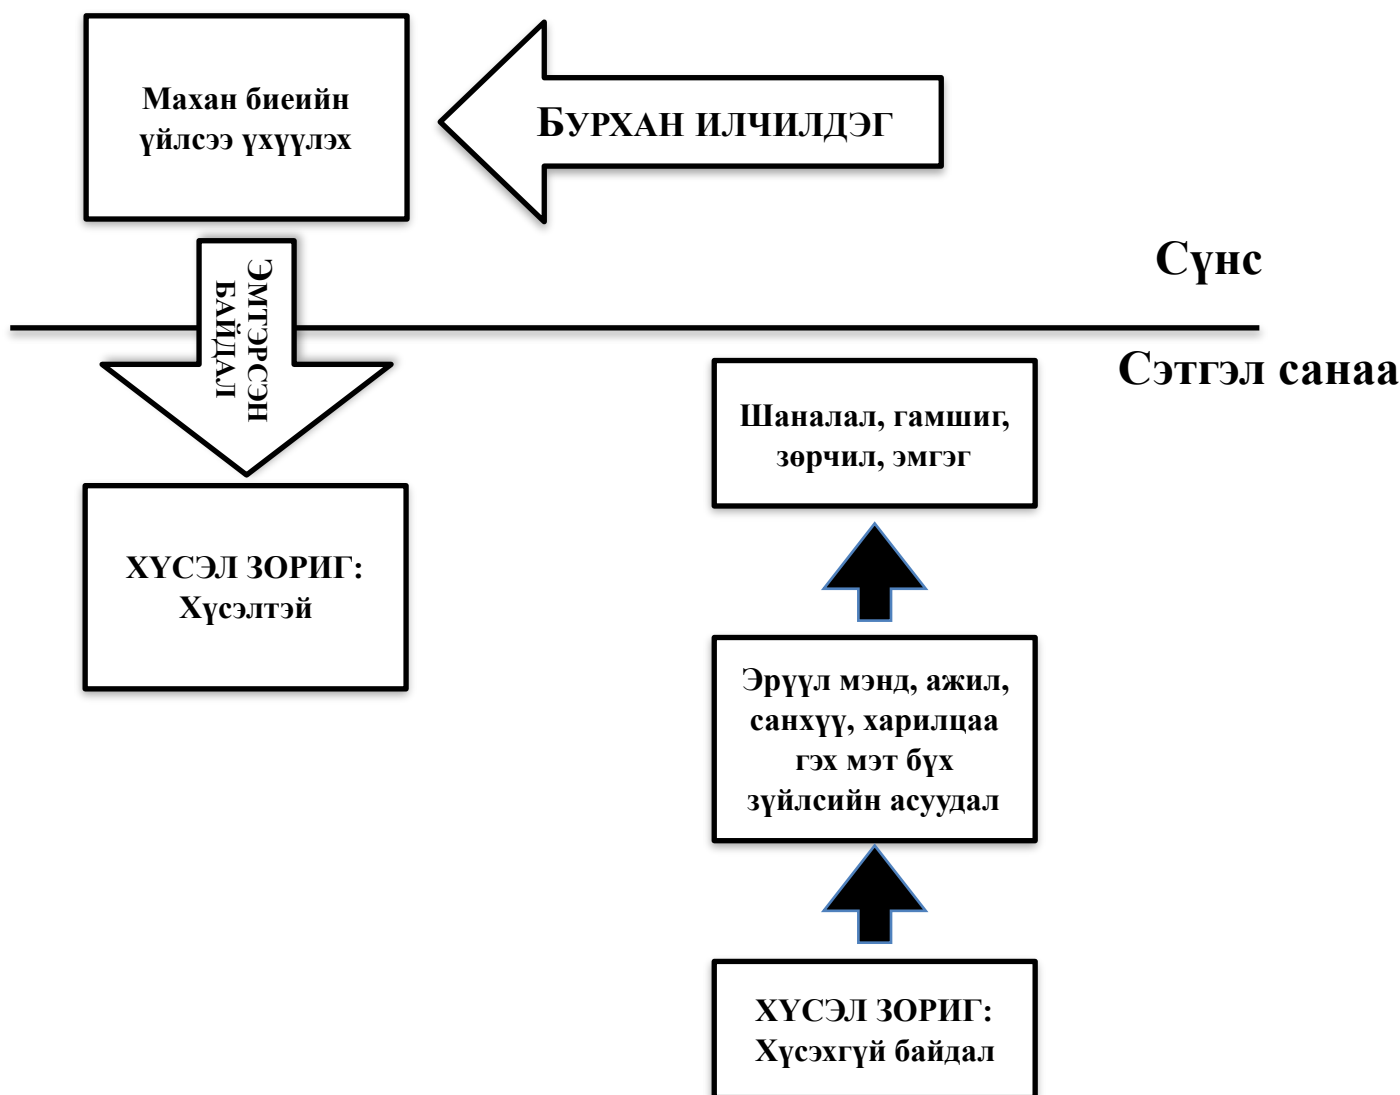 Махан биеийн
үйлсээ үхүүлэх
БУРХАН ИЛЧИЛДЭГ
ЭМТЭРСЭН
БАЙДАЛ
Сүнс
Сэтгэл санаа
ХҮСЭЛ ЗОРИГ:
Хүсэлтэй
Шаналал, гамшиг,
зөрчил, эмгэг
Эрүүл мэнд, ажил,
санхүү, харилцаа
гэх мэт бүх
зүйлсийн асуудал
ХҮСЭЛ ЗОРИГ:
Хүсэхгүй байдал